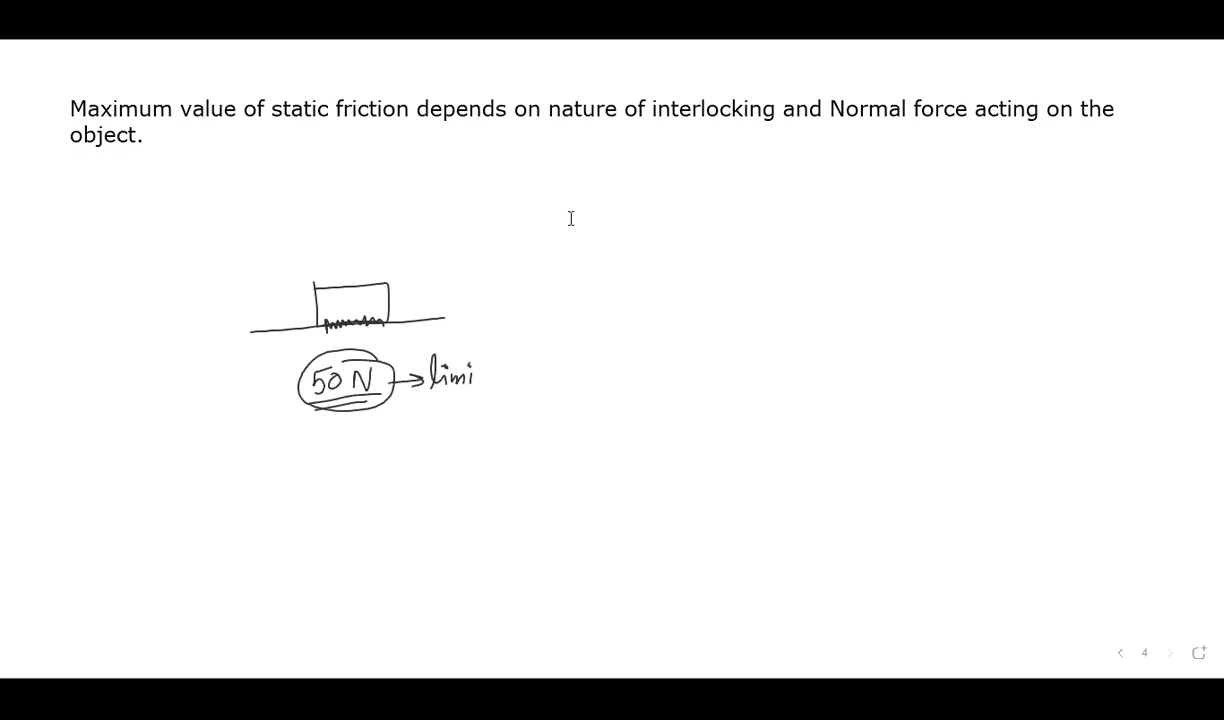 Maximum value of static friction depends on nature of interlocking and Normal force acting on the
object.
50 N → limi
4